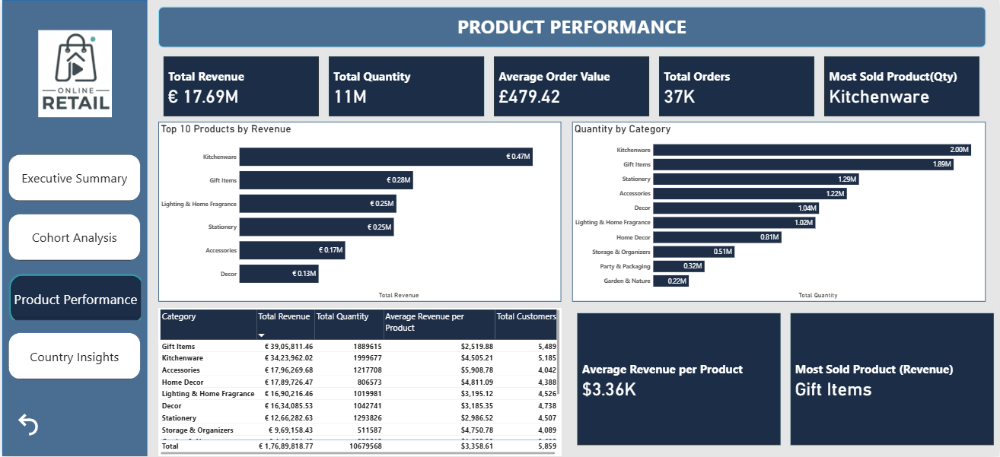 ONLINE
RETAIL
Executive Summary
Cohort Analysis
Product Performance
Country Insights
PRODUCT PERFORMANCE
Total Revenue
€ 17.69M
Total Quantity
11M
Average Order Value
£479.42
Total Orders
37K
Most Sold Product(Qty)
Kitchenware
Top 10 Products by Revenue
Kitchenware € 0.47M
Gift Items € 0.28M
Lighting & Home Fragrance € 0.25M
Stationery € 0.25M
Accessories € 0.17M
Decor € 0.13M
Total Revenue
Quantity by Category
Kitchenware 2.00M
Gift Items 1.89M
Stationery 1.29M
Accessories 1.22M
Decor 1.04M
Lighting & Home Fragrance 1.02M
Home Decor 0.81M
Storage & Organizers 0.51M
Party & Packaging 0.32M
Garden & Nature 0.22M
Total Quantity
Category Total Revenue Total Quantity Average Revenue per Product Total Customers
Gift Items € 39,05,811.46 1889615 $2,519.88 5,489
Kitchenware € 34,23,962.02 1999677 $4,505.21 5,185
Accessories € 17,96,269.68 1217708 $5,908.78 4,042
Home Decor € 17,89,726.47 806573 $4,811.09 4,388
Lighting & Home Fragrance € 16,90,216.46 1019981 $3,195.12 4,526
Decor € 16,34,085.53 1042741 $3,185.35 4,738
Stationery € 12,66,282.63 1293826 $2,986.52 4,507
Storage & Organizers € 9,69,158.43 511587 $4,750.78 4,089
Total € 1,76,89,818.77 10679568 $3,358.61 5,859
Average Revenue per Product
$3.36K
Most Sold Product (Revenue)
Gift Items